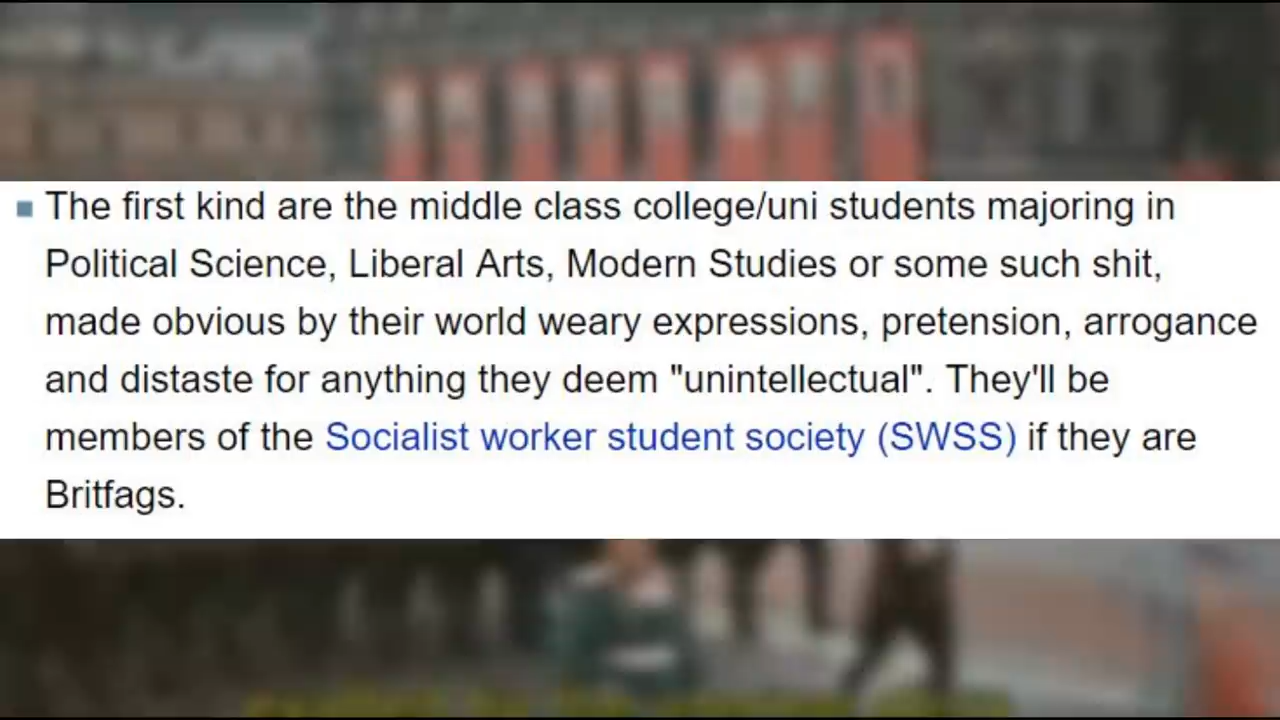 The first kind are the middle class college/uni students majoring in
Political Science, Liberal Arts, Modern Studies or some such shit,
made obvious by their world weary expressions, pretension, arrogance
and distaste for anything they deem "unintellectual". They'll be
members of the Socialist worker student society (SWSS) if they are
Britfags.